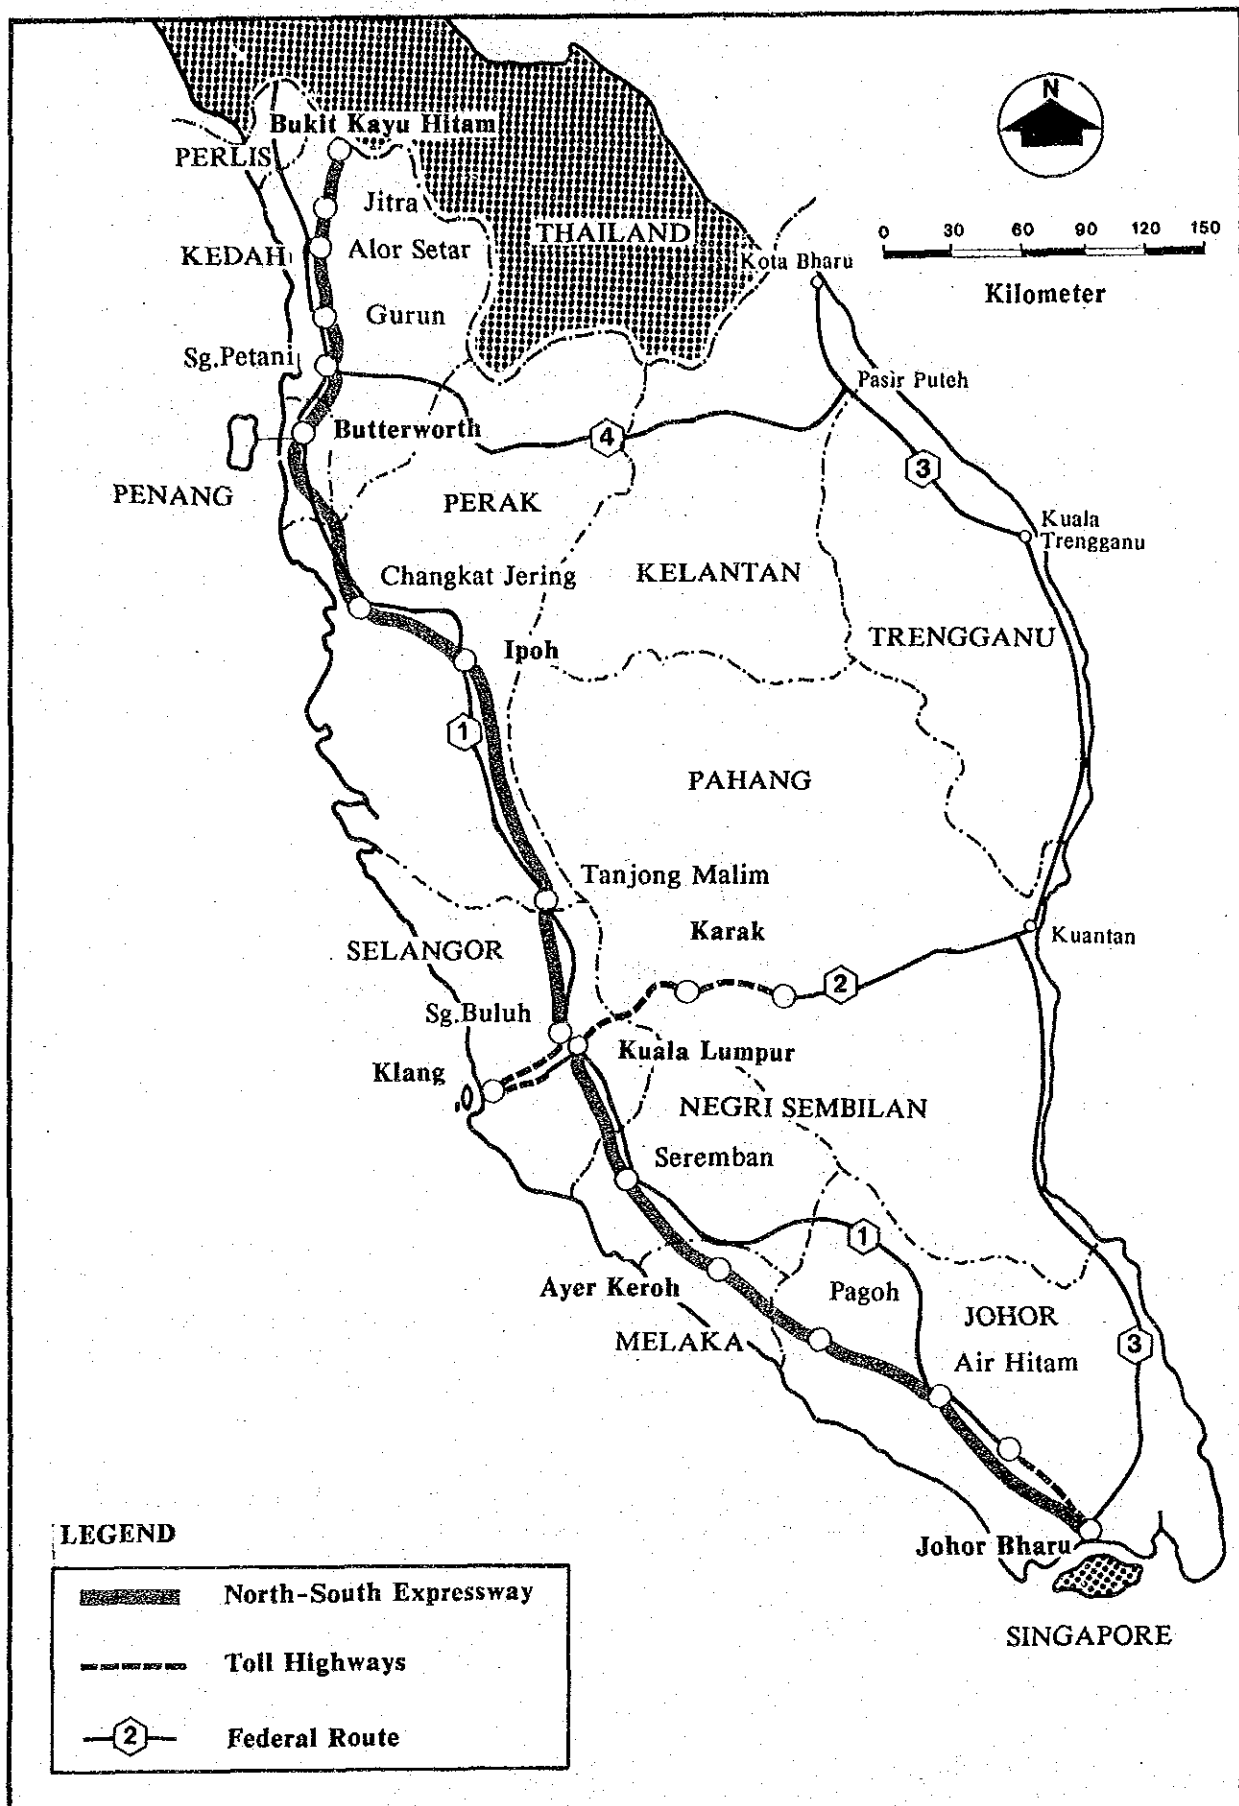 N
Bukit Kayu Hitam
PERLIS
Jitra
THAILAND
KEDAH
Alor Setar
0 30 60 90 120 150
Kilometer
Kota Bharu
Gurun
Sg.Petani
Pasir Puteh
Butterworth
4
3
PENANG
PERAK
Kuala
Trengganu
Changkat Jering
KELANTAN
TRENGGANU
Ipoh
1
PAHANG
Tanjong Malim
Karak
SELANGOR
Kuantan
2
Sg.Buluh
Kuala Lumpur
Klang
NEGRI SEMBILAN
Seremban
1
Ayer Keroh
Pagoh
JOHOR
MELAKA
Air Hitam
3
Johor Bharu
SINGAPORE
LEGEND
North-South Expressway
Toll Highways
2
Federal Route